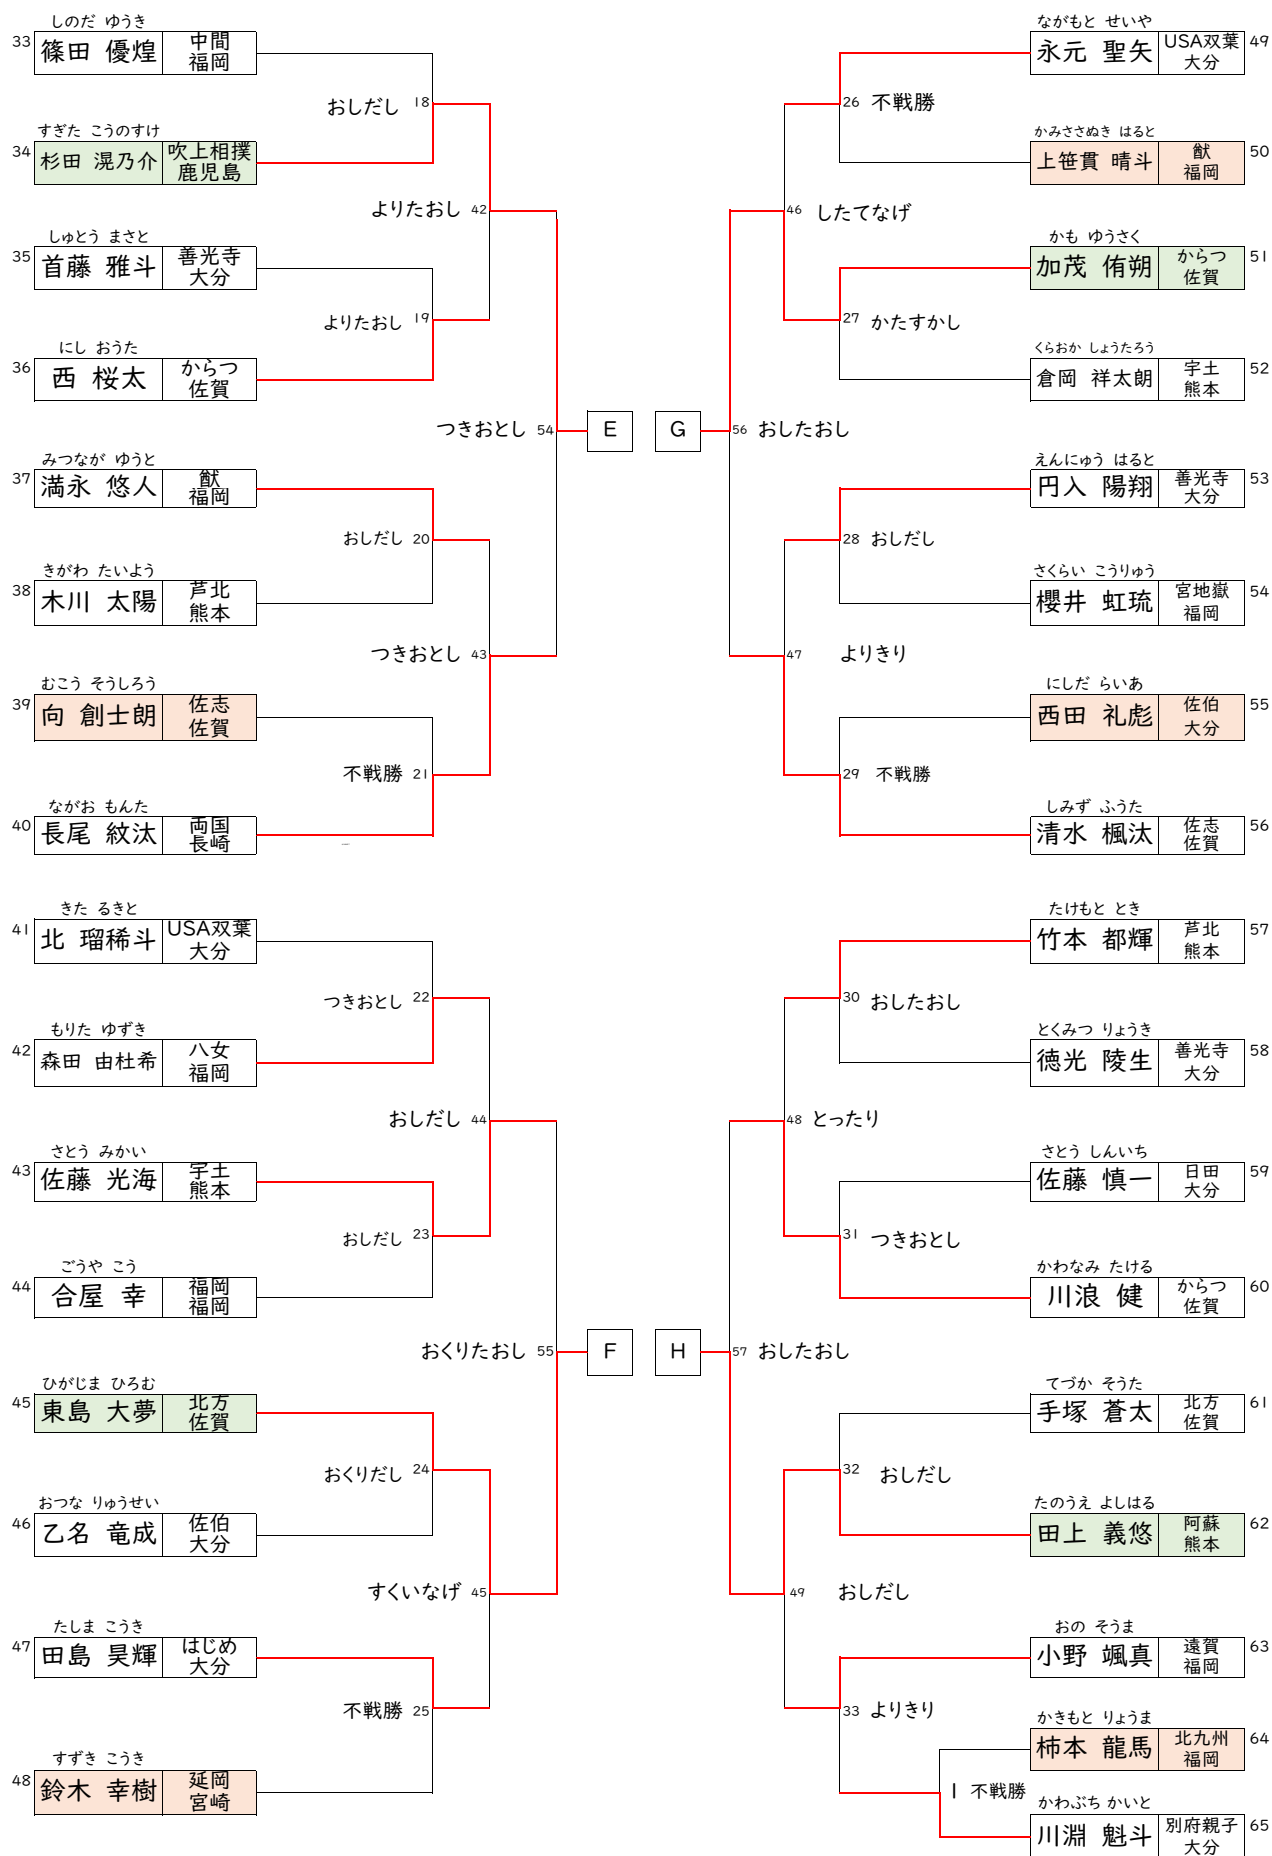 しのだ ゆうき
33 篠田 優煌 中間
福岡
おしだし 18
すぎた こうのすけ
34 杉田 滉乃介 吹上相撲
鹿児島
よりたおし 42
しゅとう まさと
35 首藤 雅斗 善光寺
大分
よりたおし 19
にし おうた
36 西 桜太 からつ
佐賀
つきおとし 54 E
みつなが ゆうと
37 満永 悠人 猷
福岡
おしだし 20
きがわ たいよう
38 木川 太陽 芦北
熊本
つきおとし 43
むこう そうしろう
39 向 創士朗 佐志
佐賀
不戦勝 21
ながお もんた
40 長尾 紋汰 両国
長崎
きた るきと
41 北 瑠稀斗 USA双葉
大分
つきおとし 22
もりた ゆずき
42 森田 由杜希 八女
福岡
おしだし 44
さとう みかい
43 佐藤 光海 宇土
熊本
おしだし 23
ごうや こう
44 合屋 幸 福岡
福岡
おくりたおし 55 F
ひがじま ひろむ
45 東島 大夢 北方
佐賀
おくりだし 24
おつな りゅうせい
46 乙名 竜成 佐伯
大分
すくいなげ 45
たしま こうき
47 田島 昊輝 はじめ
大分
不戦勝 25
すずき こうき
48 鈴木 幸樹 延岡
宮崎
ながもと せいや
永元 聖矢 USA双葉 49
大分
26 不戦勝
かみささぬき はると
上笹貫 晴斗 猷 50
福岡
46 したてなげ
かも ゆうさく
加茂 侑朔 からつ 51
佐賀
27 かたすかし
くらおか しょうたろう
倉岡 祥太朗 宇土 52
熊本
G 56 おしたおし
えんにゅう はると
円入 陽翔 善光寺 53
大分
28 おしだし
さくらい こうりゅう
櫻井 虹琉 宮地嶽 54
福岡
47 よりきり
にしだ らいあ
西田 礼彪 佐伯 55
大分
29 不戦勝
しみず ふうた
清水 楓汰 佐志 56
佐賀
たけもと とき
竹本 都輝 芦北 57
熊本
30 おしたおし
とくみつ りょうき
徳光 陵生 善光寺 58
大分
48 とったり
さとう しんいち
佐藤 慎一 日田 59
大分
31 つきおとし
かわなみ たける
川浪 健 からつ 60
佐賀
H 57 おしたおし
てづか そうた
手塚 蒼太 北方 61
佐賀
32 おしだし
たのうえ よしはる
田上 義悠 阿蘇 62
熊本
49 おしだし
おの そうま
小野 颯真 遠賀 63
福岡
33 よりきり
かきもと りょうま
柿本 龍馬 北九州 64
福岡
1 不戦勝
かわぶち かいと
川淵 魁斗 別府親子 65
大分